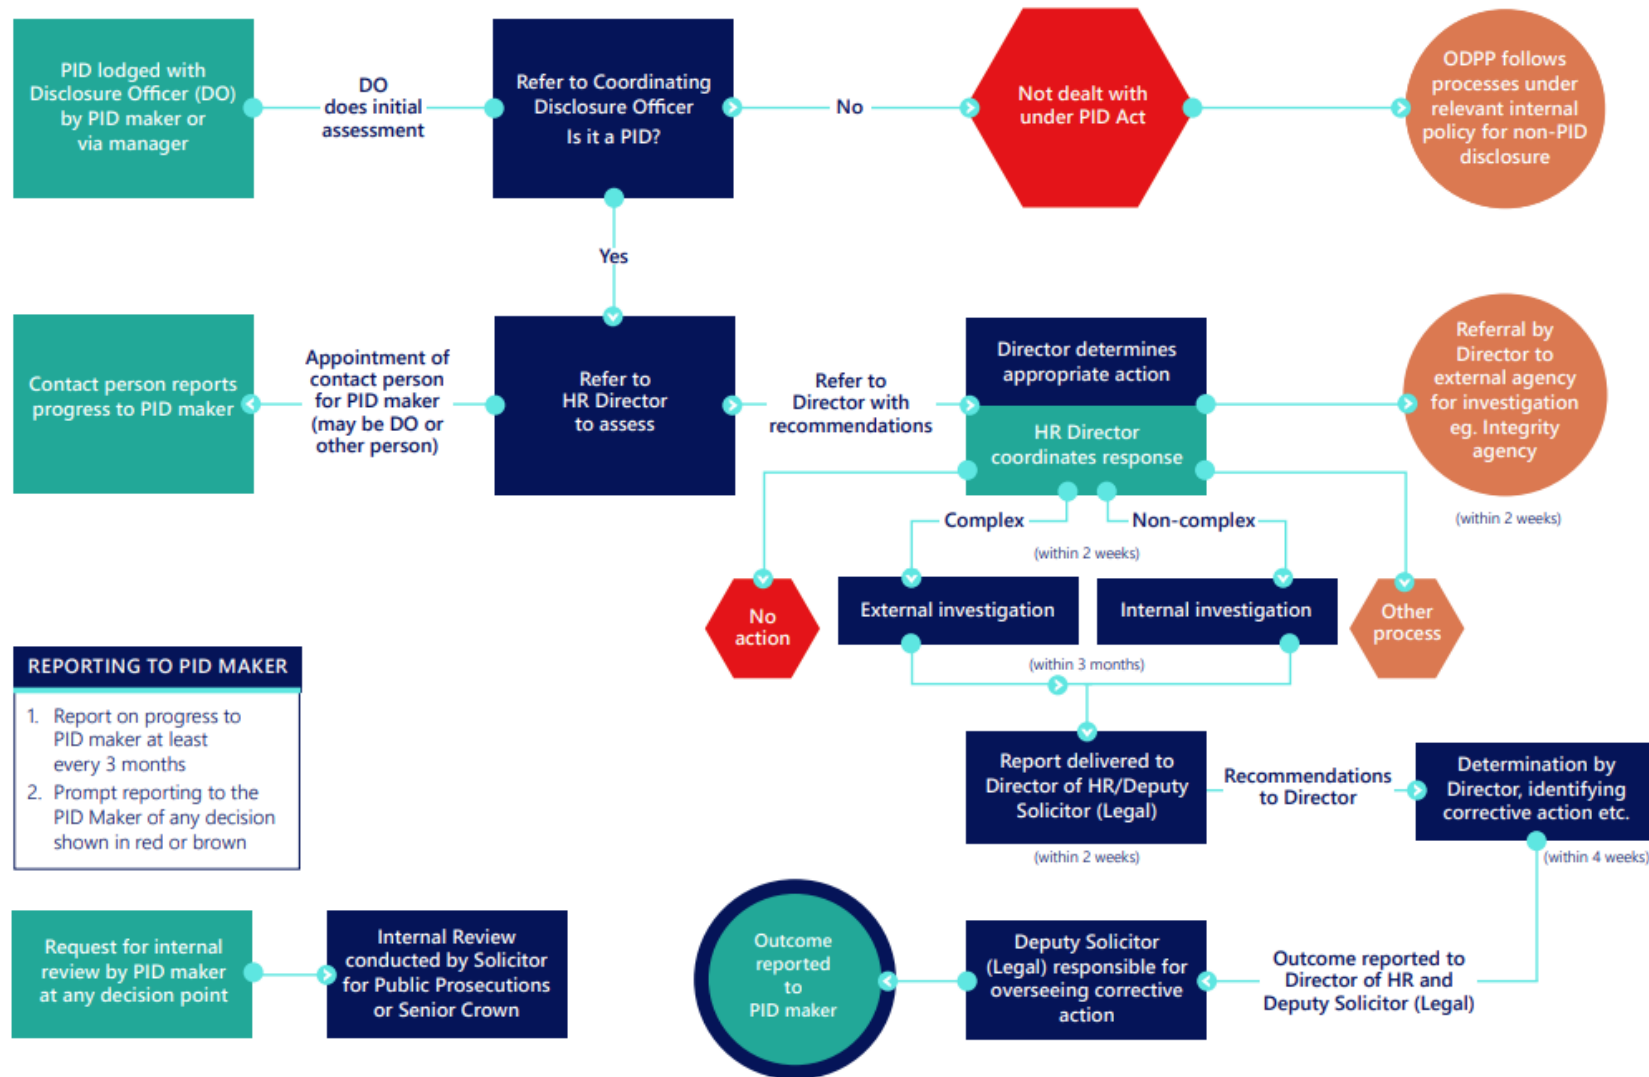 PID lodged with
Disclosure Officer (DO)
by PID maker or
via manager
DO
does initial
assessment
Refer to Coordinating
Disclosure Officer
Is it a PID?
No
Not dealt with
under PID Act
ODPP follows
processes under
relevant internal
policy for non-PID
disclosure
Yes
Contact person reports
progress to PID maker
Appointment of
contact person
for PID maker
(may be DO or
other person)
Refer to
HR Director
to assess
Refer to
Director with
recommendations
Director determines
appropriate action
HR Director
coordinates response
Referral by
Director to
external agency
for investigation
eg. Integrity
agency
(within 2 weeks)
Complex
Non-complex
(within 2 weeks)
No
action
External investigation
Internal investigation
Other
process
(within 3 months)
REPORTING TO PID MAKER
1. Report on progress to
PID maker at least
every 3 months
2. Prompt reporting to the
PID Maker of any decision
shown in red or brown
Report delivered to
Director of HR/Deputy
Solicitor (Legal)
(within 2 weeks)
Recommendations
to Director
Determination by
Director, identifying
corrective action etc.
(within 4 weeks)
Request for internal
review by PID maker
at any decision point
Internal Review
conducted by Solicitor
for Public Prosecutions
or Senior Crown
Outcome
reported
to
PID maker
Deputy Solicitor
(Legal) responsible for
overseeing corrective
action
Outcome reported to
Director of HR and
Deputy Solicitor (Legal)